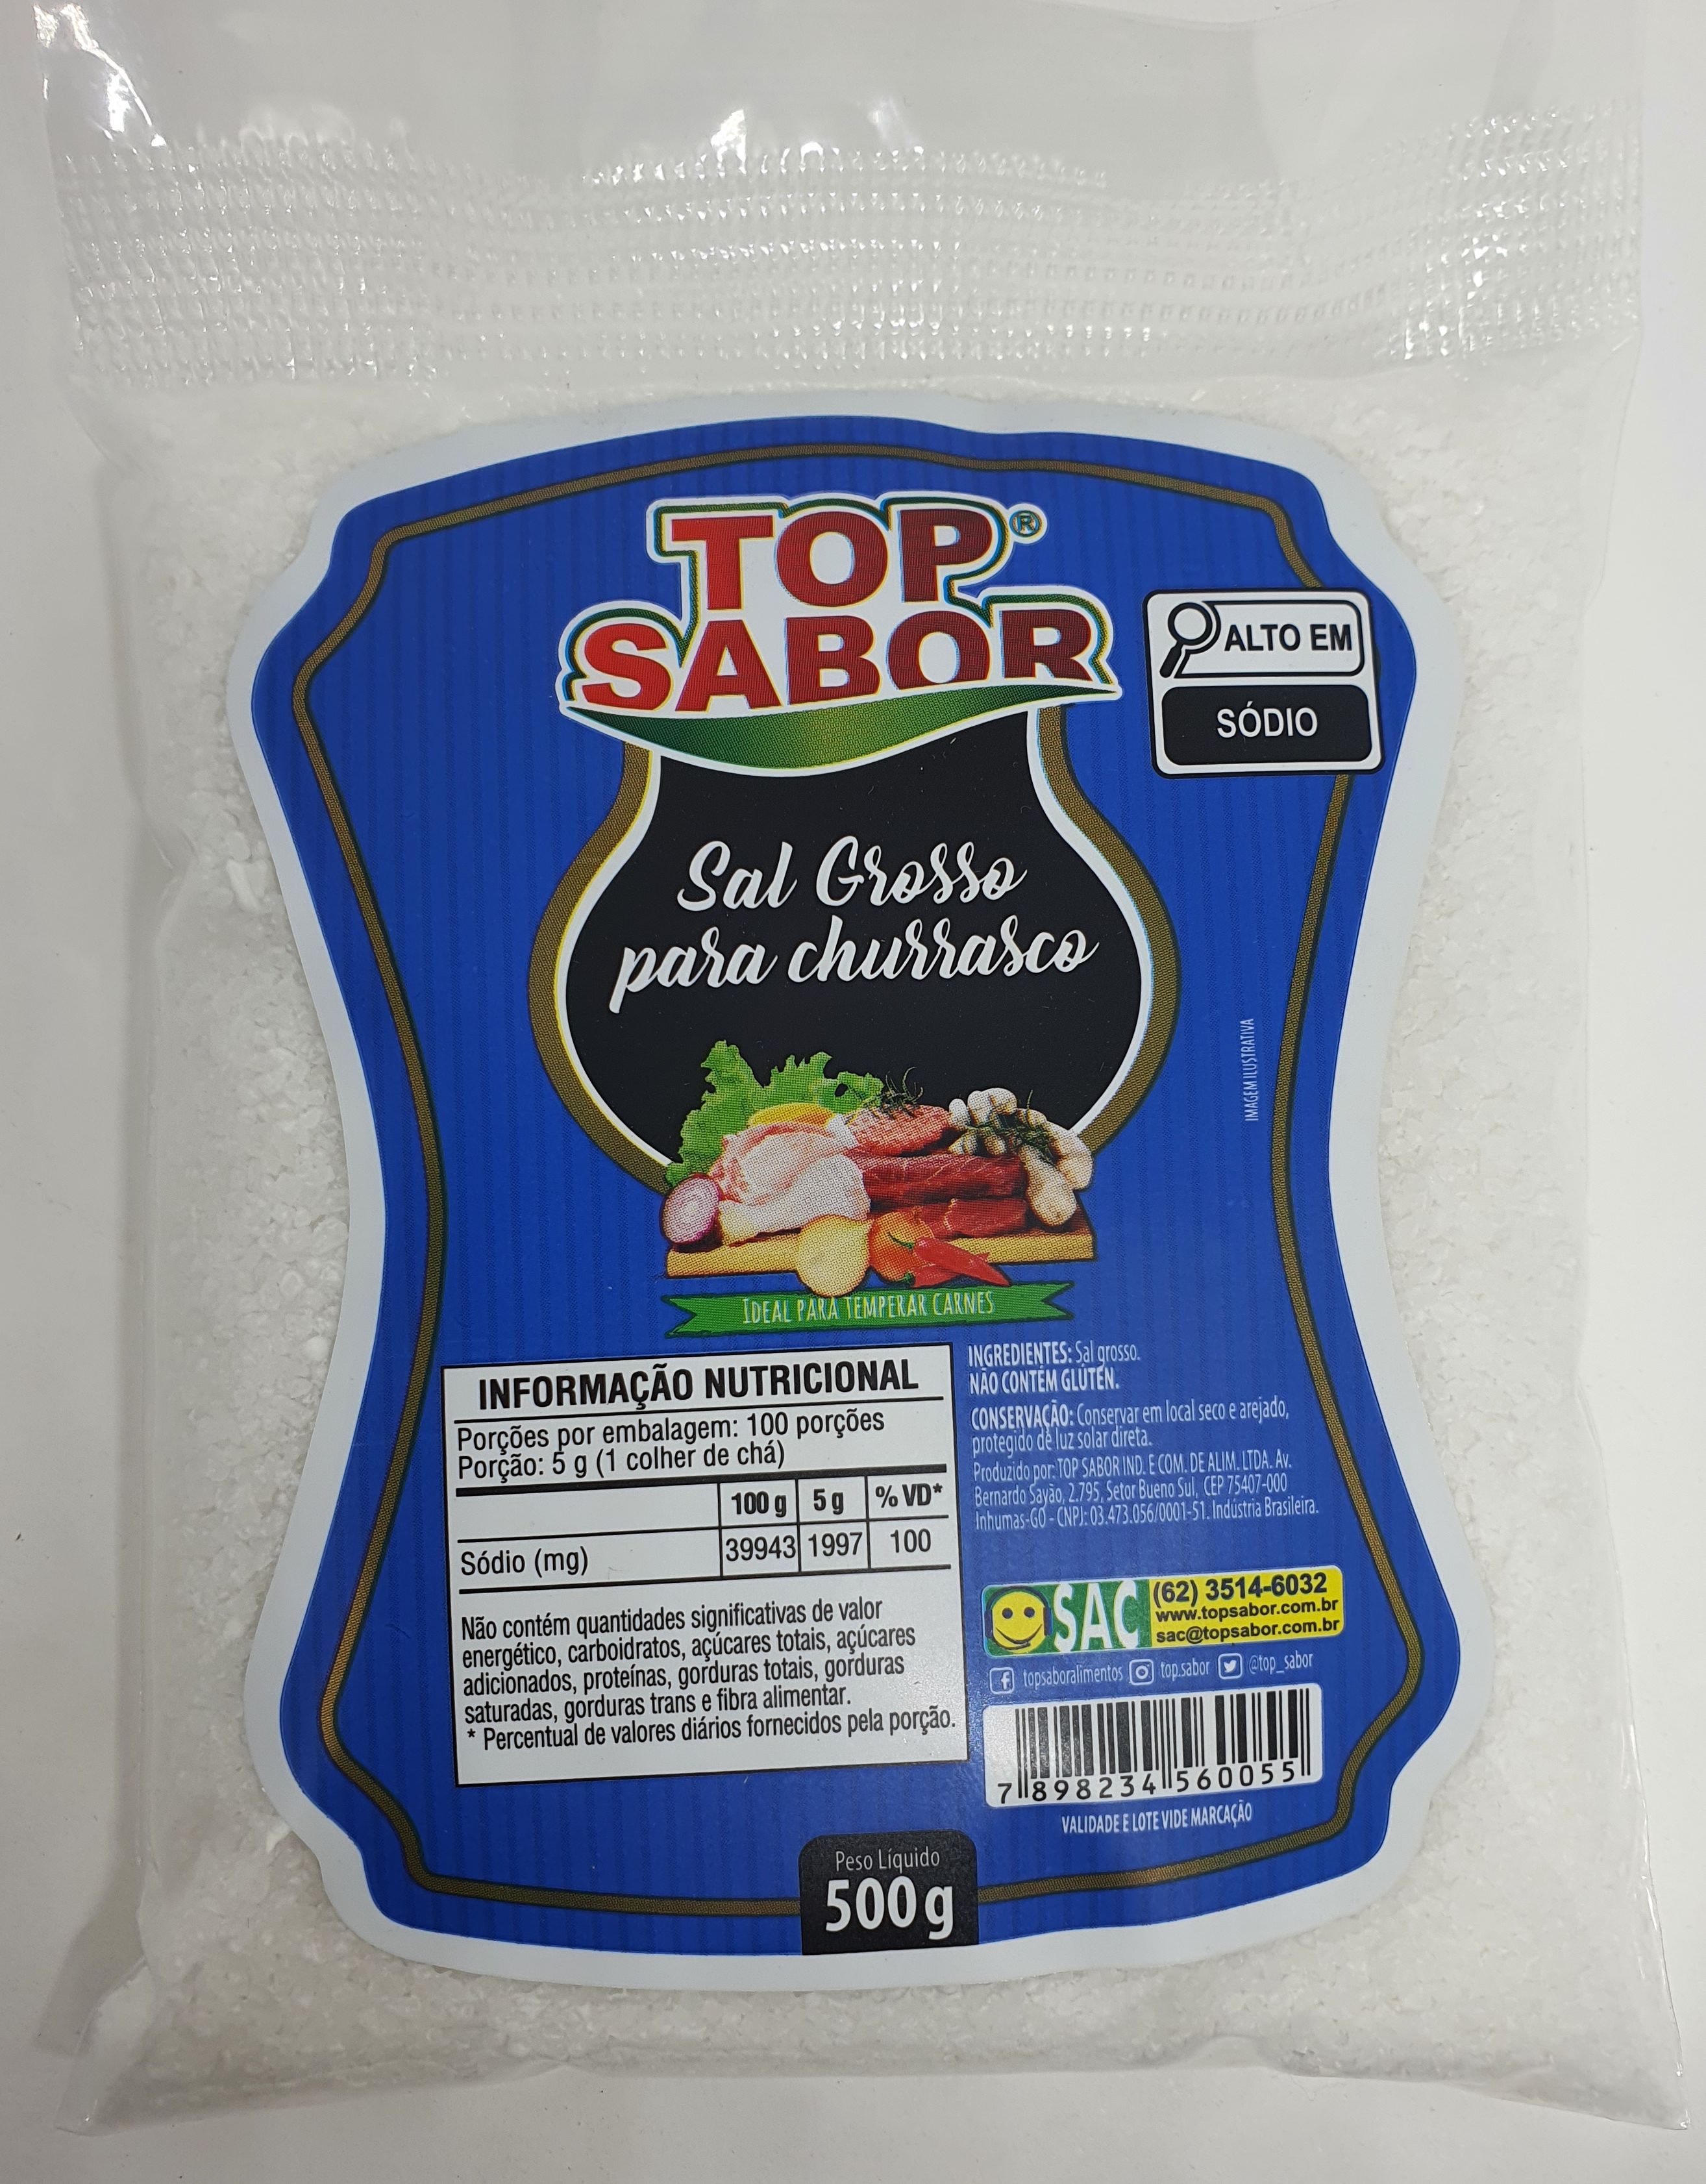 TOP®
SABOR
ALTO EM
SÓDIO
Sal Grosso
para churrasco
IMAGEM ILUSTRATIVA
IDEAL PARA TEMPERAR CARNES
INFORMAÇÃO NUTRICIONAL
Porções por embalagem: 100 porções
Porção: 5 g (1 colher de chá)
100 g 5 g % VD*
Sódio (mg) 39943 1997 100
Não contém quantidades significativas de valor
energético, carboidratos, açúcares totais, açúcares
adicionados, proteínas, gorduras totais, gorduras
saturadas, gorduras trans e fibra alimentar.
* Percentual de valores diários fornecidos pela porção.
INGREDIENTES: Sal grosso.
NÃO CONTÉM GLÚTEN.
CONSERVAÇÃO: Conservar em local seco e arejado,
protegido de luz solar direta.
Produzido por: TOP SABOR IND. E COM. DE ALIM. LTDA. Av.
Bernardo Sayão, 2.795, Setor Bueno Sul, CEP 75407-000
Inhumas-GO - CNPJ: 03.473.056/0001-51. Indústria Brasileira.
SAC (62) 3514-6032
www.topsabor.com.br
sac@topsabor.com.br
topsaboralimentos top.sabor @top_sabor
7 898234 560055
VALIDADE E LOTE VIDE MARCAÇÃO
Peso Líquido
500 g